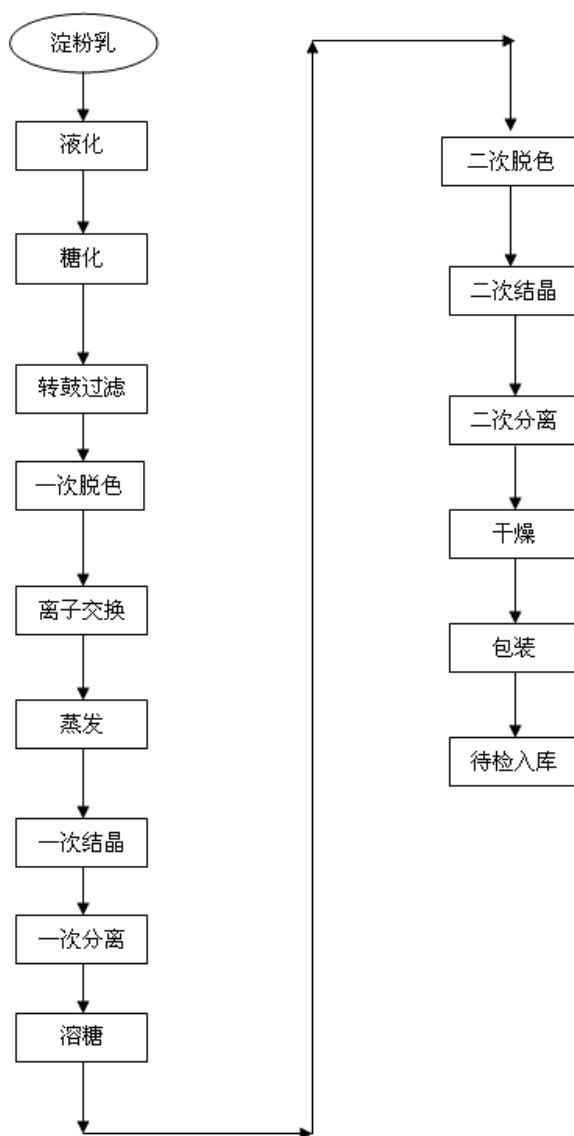 淀粉乳
液化
糖化
转鼓过滤
一次脱色
离子交换
蒸发
一次结晶
一次分离
溶糖
二次脱色
二次结晶
二次分离
干燥
包装
待检入库